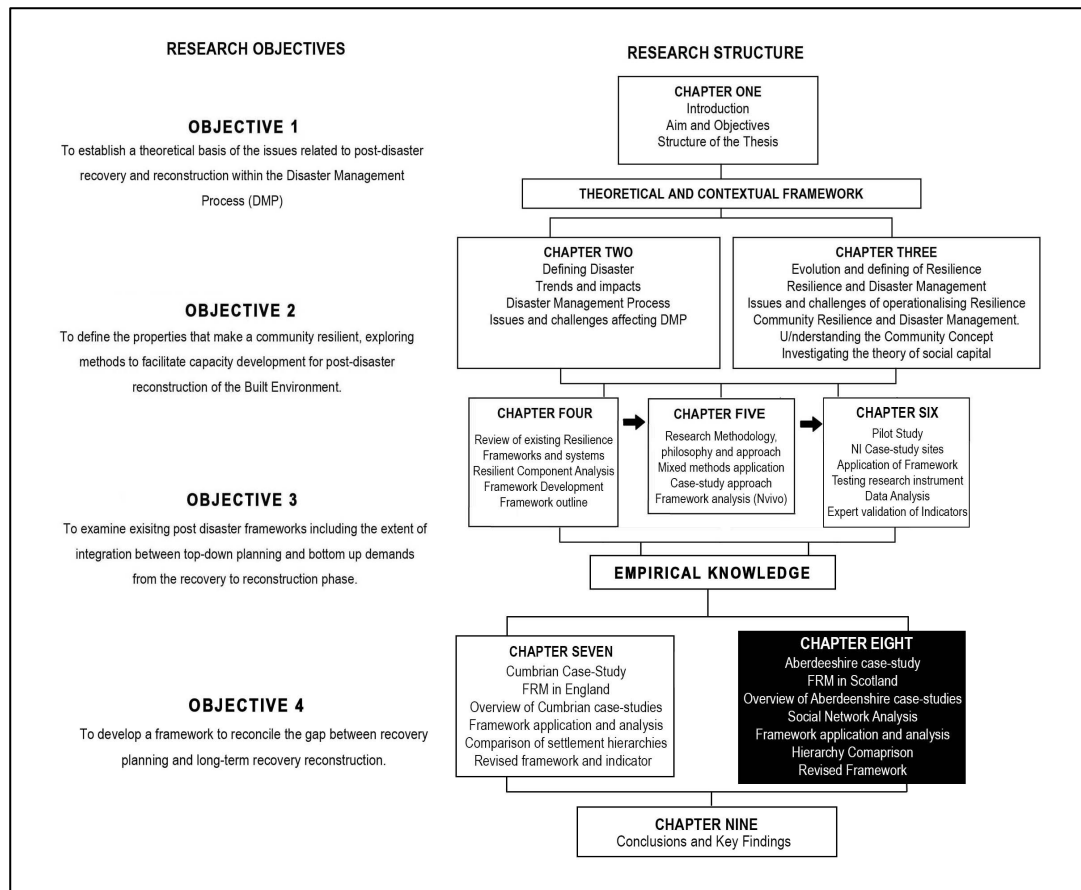 RESEARCH OBJECTIVES
OBJECTIVE 1
To establish a theoretical basis of the issues related to post-disaster
recovery and reconstruction within the Disaster Management
Process (DMP)
OBJECTIVE 2
To define the properties that make a community resilient, exploring
methods to facilitate capacity development for post-disaster
reconstruction of the Built Environment.
OBJECTIVE 3
To examine exisitng post disaster frameworks including the extent of
integration between top-down planning and bottom up demands
from the recovery to reconstruction phase.
OBJECTIVE 4
To develop a framework to reconcile the gap between recovery
planning and long-term recovery reconstruction.
RESEARCH STRUCTURE
CHAPTER ONE
Introduction
Aim and Objectives
Structure of the Thesis
THEORETICAL AND CONTEXTUAL FRAMEWORK
CHAPTER TWO
Defining Disaster
Trends and impacts
Disaster Management Process
Issues and challenges affecting DMP
CHAPTER THREE
Evolution and defining of Resilience
Resilience and Disaster Management
Issues and challenges of operationalising Resilience
Community Resilience and Disaster Management.
U/nderstanding the Community Concept
Investigating the theory of social capital
CHAPTER FOUR
Review of existing Resilience
Frameworks and systems
Resilient Component Analysis
Framework Development
Framework outline
CHAPTER FIVE
Research Methodology,
philosophy and approach
Mixed methods application
Case-study approach
Framework analysis (Nvivo)
CHAPTER SIX
Pilot Study
NI Case-study sites
Application of Framework
Testing research instrument
Data Analysis
Expert validation of Indicators
EMPIRICAL KNOWLEDGE
CHAPTER SEVEN
Cumbrian Case-Study
FRM in England
Overview of Cumbrian case-studies
Framework application and analysis
Comparison of settlement hierarchies
Revised framework and indicator
CHAPTER EIGHT
Aberdeeshire case-study
FRM in Scotland
Overview of Aberdeenshire case-studies
Social Network Analysis
Framework application and analysis
Hierarchy Comaprison
Revised Framework
CHAPTER NINE
Conclusions and Key Findings